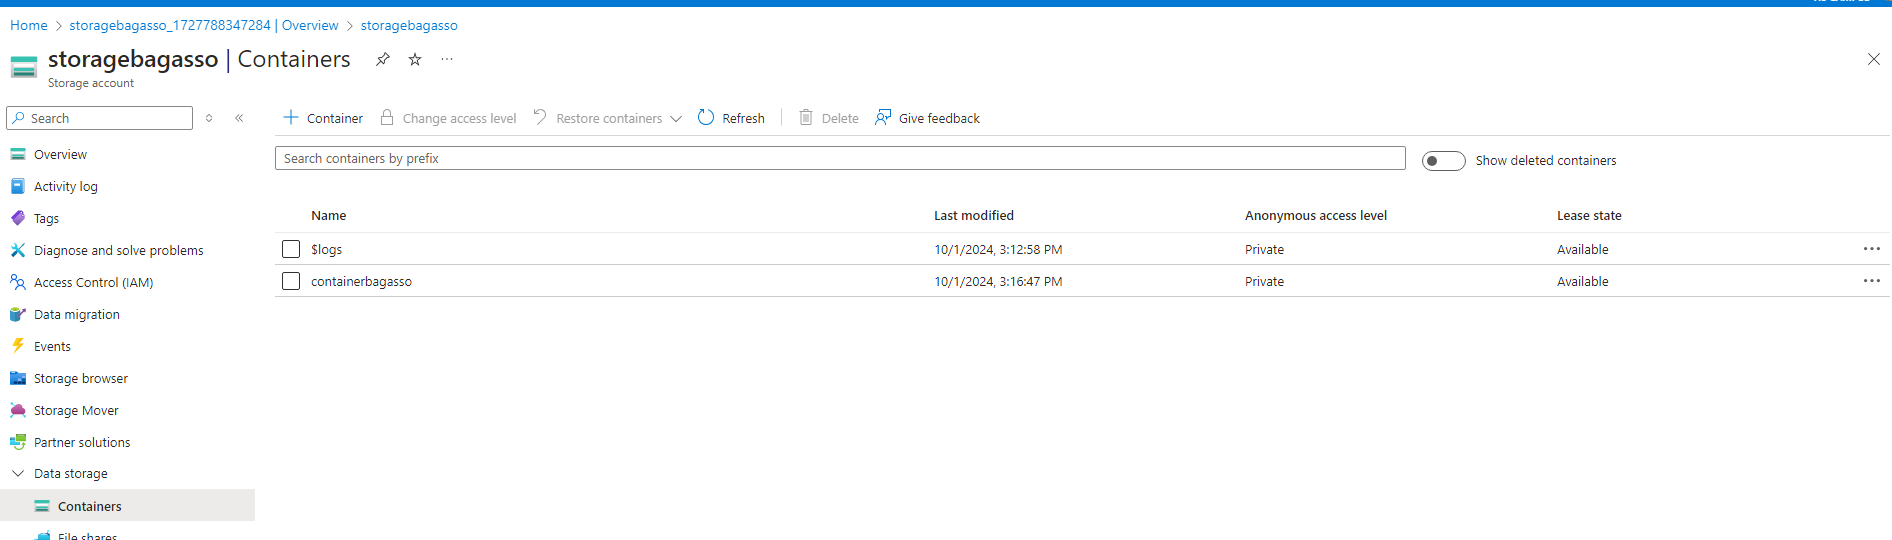 Home > storagebagasso_1727788347284 | Overview > storagebagasso
storagebagasso | Containers
Storage account
Search
Container Change access level Restore containers Refresh Delete Give feedback
Search containers by prefix
Show deleted containers
Overview
Activity log
Tags
Diagnose and solve problems
Access Control (IAM)
Data migration
Events
Storage browser
Storage Mover
Partner solutions
Data storage
Containers
File shares
Name Last modified Anonymous access level Lease state
$logs 10/1/2024, 3:12:58 PM Private Available
containerbagasso 10/1/2024, 3:16:47 PM Private Available